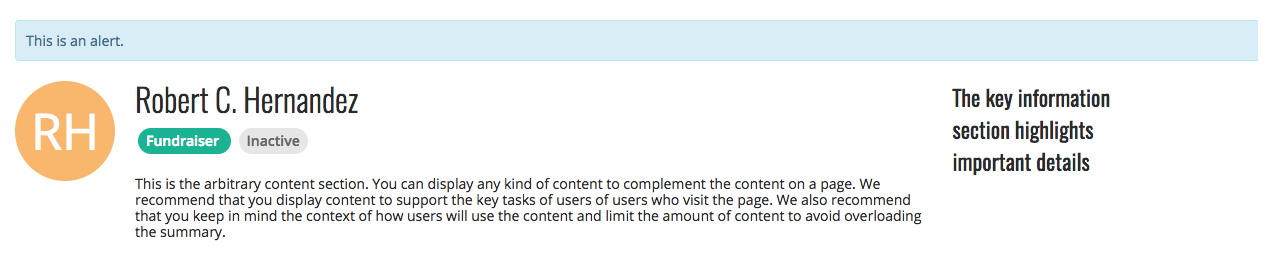 This is an alert.
RH
Robert C. Hernandez
Fundraiser Inactive
This is the arbitrary content section. You can display any kind of content to complement the content on a page. We
recommend that you display content to support the key tasks of users of users who visit the page. We also recommend
that you keep in mind the context of how users will use the content and limit the amount of content to avoid overloading
the summary.
The key information
section highlights
important details